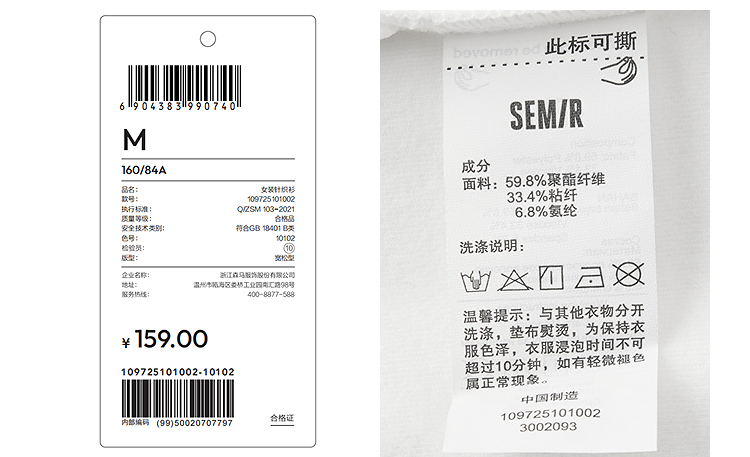 6 904383 990740
M
160/84A
品名: 女装针织衫
款号: 109725101002
执行标准: Q/ZSM 103-2021
质量等级: 合格品
安全技术类别: 符合GB 18401 B类
色号: 10102
检验员: 10
版型: 宽松型
企业名称: 浙江森马服饰股份有限公司
地址: 温州市瓯海区娄桥工业园南汇路98号
服务热线: 400-8877-588
¥ 159.00
109725101002-10102
内部编码 (99)50020707797
合格证
此标可撕
SEMIR
成分
面料: 59.8%聚酯纤维
33.4%粘纤
6.8%氨纶
洗涤说明:
温馨提示: 与其他衣物分开
洗涤, 垫布熨烫, 为保持衣
服色泽, 衣服浸泡时间不可
超过10分钟, 如有轻微褪色
属正常现象。
中国制造
109725101002
3002093